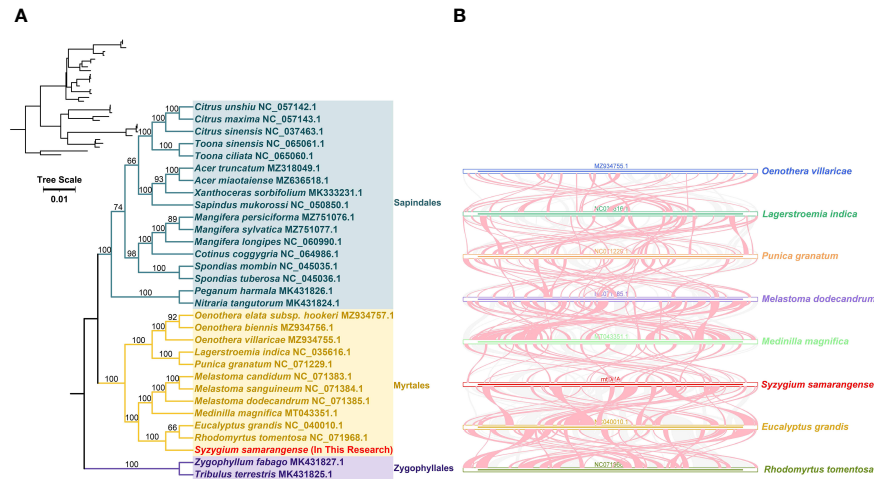 A
B
Tree Scale
0.01
Citrus unshiu NC_057142.1
Citrus maxima NC_057143.1
Citrus sinensis NC_037463.1
Toona sinensis NC_065061.1
Toona ciliata NC_065060.1
Acer truncatum MZ318049.1
Acer miaotaiense MZ636518.1
Xanthoceras sorbifolium MK333231.1
Sapindus mukorossi NC_050850.1
Mangifera persiciforma MZ751076.1
Mangifera sylvatica MZ751077.1
Mangifera longipes NC_060990.1
Cotinus coggygria NC_064986.1
Spondias mombin NC_045035.1
Spondias tuberosa NC_045036.1
Peganum harmala MK431826.1
Nitraria tangutorum MK431824.1
Oenothera elata subsp. hookeri MZ934757.1
Oenothera biennis MZ934756.1
Oenothera villaricae MZ934755.1
Lagerstroemia indica NC_035616.1
Punica granatum NC_071229.1
Melastoma candidum NC_071383.1
Melastoma sanguineum NC_071384.1
Melastoma dodecandrum NC_071385.1
Medinilla magnifica MT043351.1
Eucalyptus grandis NC_040010.1
Rhodomyrtus tomentosa NC_071968.1
Syzygium samarangense (In This Research)
Zygophyllum fabago MK431827.1
Tribulus terrestris MK431825.1
Sapindales
Myrtales
Zygophyllales
100
100
100
100
66
100
93
100
74
89
100
100
98
100
100
100
92
100
100
100
100
100
100
100
100
66
100
100
MZ934755.1
Oenothera villaricae
Lagerstroemia indica
Punica granatum
Melastoma dodecandrum
Medinilla magnifica
Syzygium samarangense
Eucalyptus grandis
Rhodomyrtus tomentosa